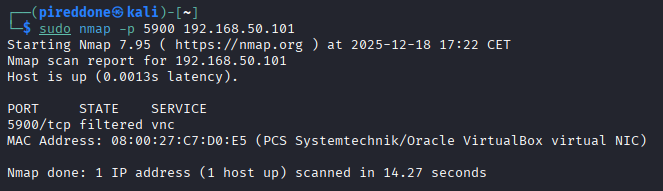 ┌──(pireddone㉿kali)-[~]
└─$ sudo nmap -p 5900 192.168.50.101
Starting Nmap 7.95 ( https://nmap.org ) at 2025-12-18 17:22 CET
Nmap scan report for 192.168.50.101
Host is up (0.0013s latency).

PORT     STATE    SERVICE
5900/tcp filtered vnc
MAC Address: 08:00:27:C7:D0:E5 (PCS Systemtechnik/Oracle VirtualBox virtual NIC)

Nmap done: 1 IP address (1 host up) scanned in 14.27 seconds